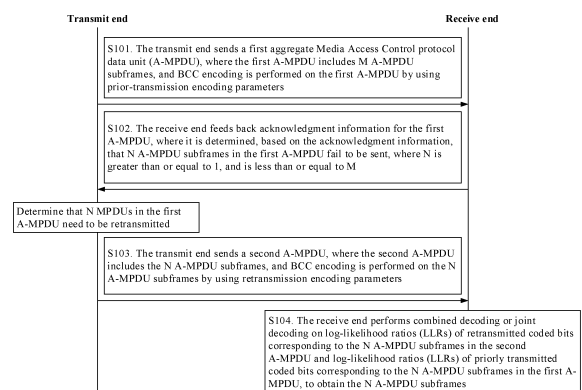 Transmit end
Receive end
S101. The transmit end sends a first aggregate Media Access Control protocol
data unit (A-MPDU), where the first A-MPDU includes M A-MPDU
subframes, and BCC encoding is performed on the first A-MPDU by using
prior-transmission encoding parameters
S102. The receive end feeds back acknowledgment information for the first
A-MPDU, where it is determined, based on the acknowledgment information,
that N A-MPDU subframes in the first A-MPDU fail to be sent, where N is
greater than or equal to 1, and is less than or equal to M
Determine that N MPDUs in the first
A-MPDU need to be retransmitted
S103. The transmit end sends a second A-MPDU, where the second A-MPDU
includes the N A-MPDU subframes, and BCC encoding is performed on the N
A-MPDU subframes by using retransmission encoding parameters
S104. The receive end performs combined decoding or joint
decoding on log-likelihood ratios (LLRs) of retransmitted coded bits
corresponding to the N A-MPDU subframes in the second
A-MPDU and log-likelihood ratios (LLRs) of priorly transmitted
coded bits corresponding to the N A-MPDU subframes in the first A-
MPDU, to obtain the N A-MPDU subframes